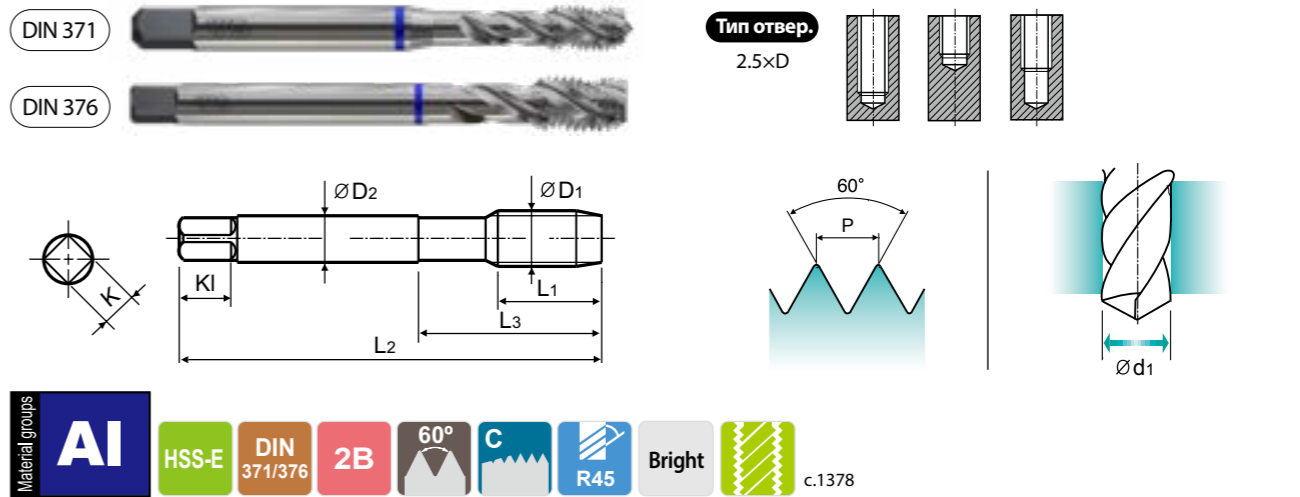 DIN 371
DIN 376
Тип отвер.
2.5×D
ØD2
ØD1
K
Kl
L1
L3
L2
60°
P
Ød1
Material groups
Al
HSS-E
DIN
371/376
2B
60º
C
R45
Bright
c.1378